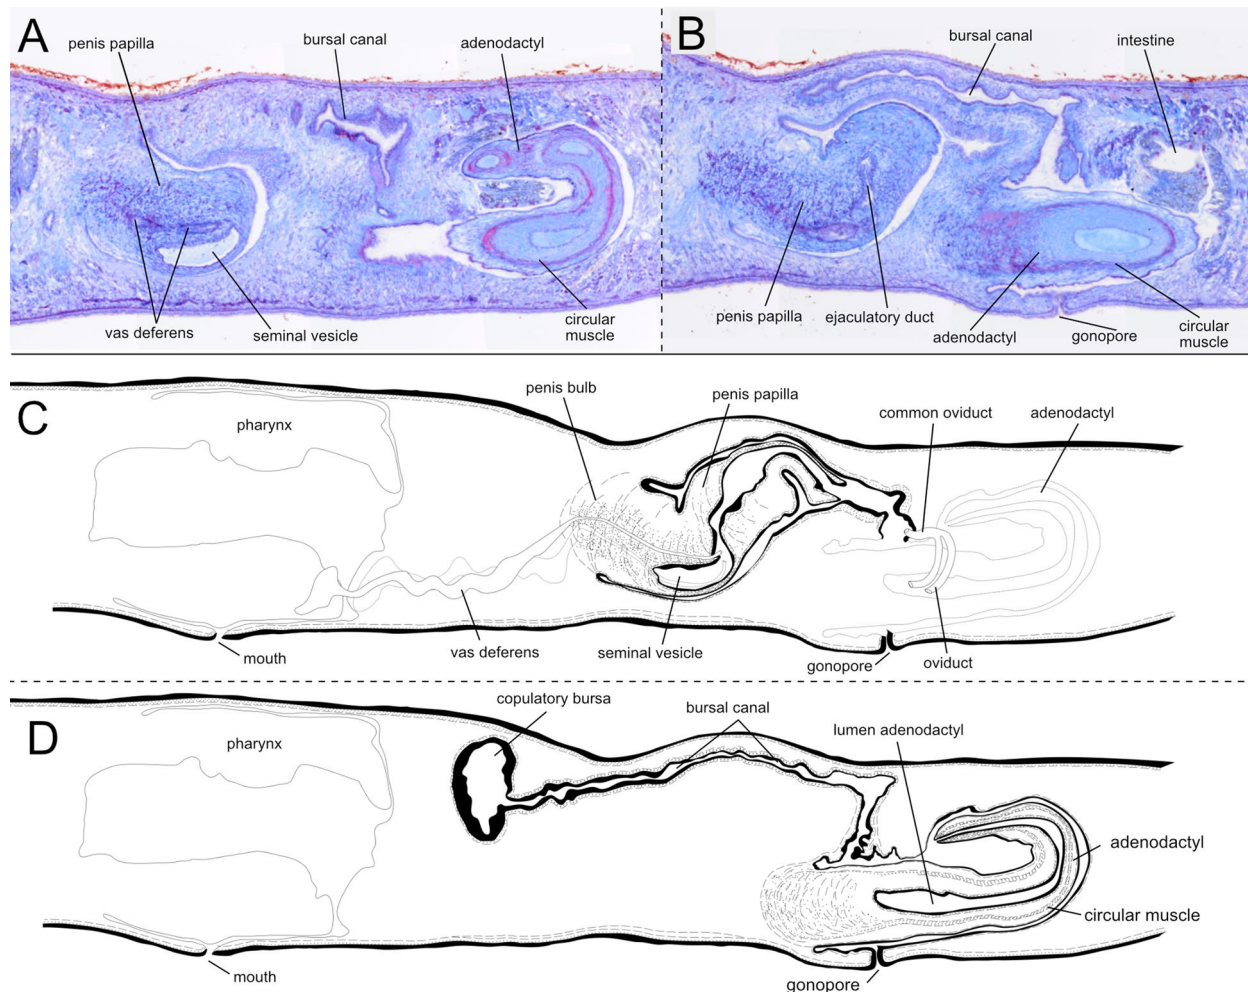 A
penis papilla
bursal canal
adenodactyl
vas deferens
seminal vesicle
circular
muscle
B
bursal canal
intestine
penis papilla
ejaculatory duct
adenodactyl
gonopore
circular
muscle
C
pharynx
penis bulb
penis papilla
common oviduct
adenodactyl
mouth
vas deferens
seminal vesicle
gonopore
oviduct
D
pharynx
copulatory bursa
bursal canal
lumen adenodactyl
adenodactyl
circular muscle
mouth
gonopore